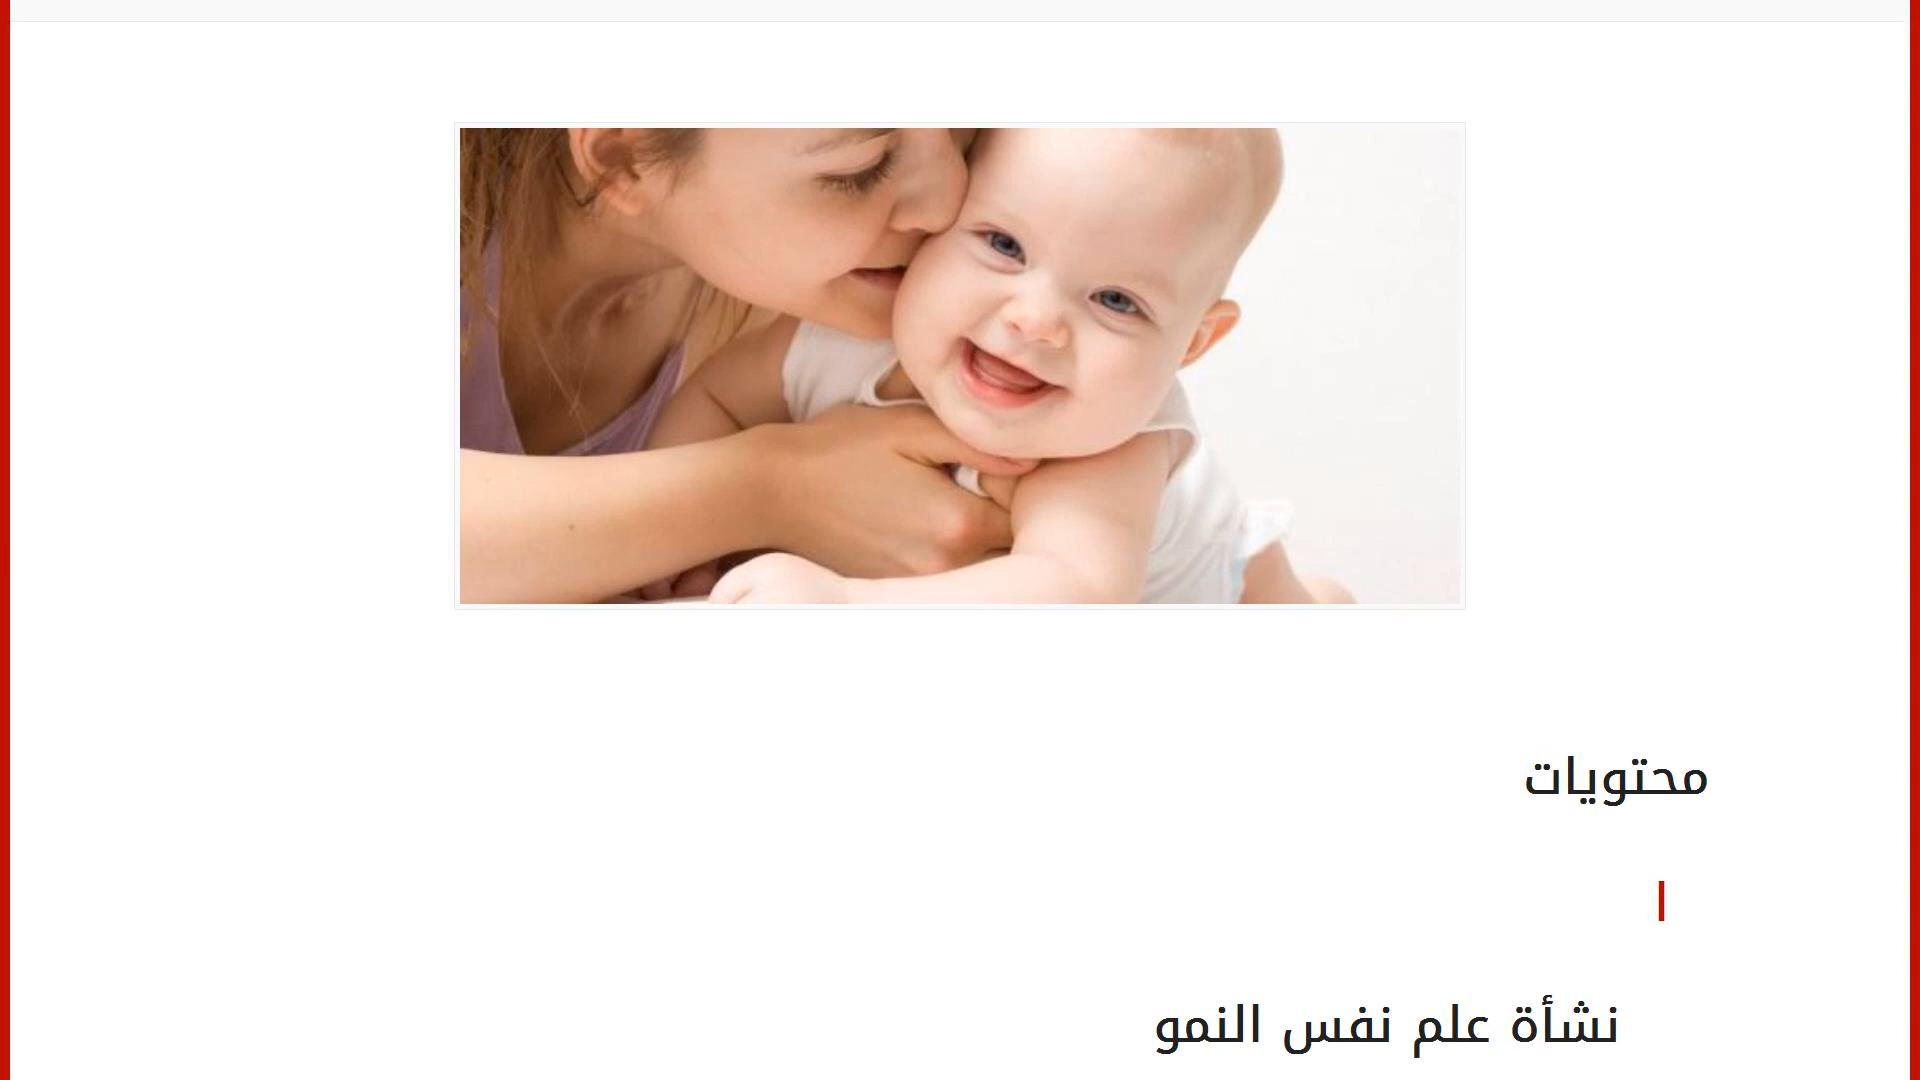 محتويات
ا
نشأة علم نفس النمو